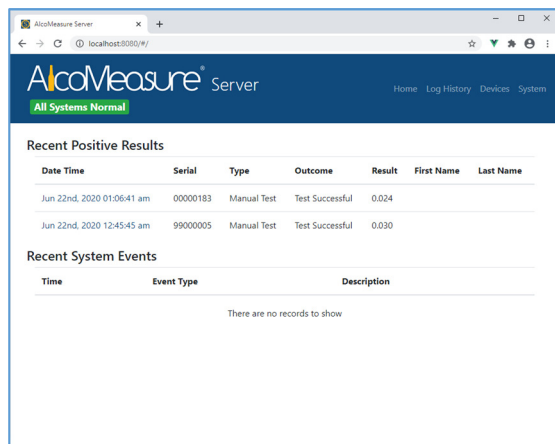 AlcoMeasure Server
localhost:8080/#/
AlcoMeasure® Server
Home Log History Devices System
All Systems Normal
Recent Positive Results
Date Time Serial Type Outcome Result First Name Last Name
Jun 22nd, 2020 01:06:41 am 00000183 Manual Test Test Successful 0.024
Jun 22nd, 2020 12:45:45 am 99000005 Manual Test Test Successful 0.030
Recent System Events
Time Event Type Description
There are no records to show